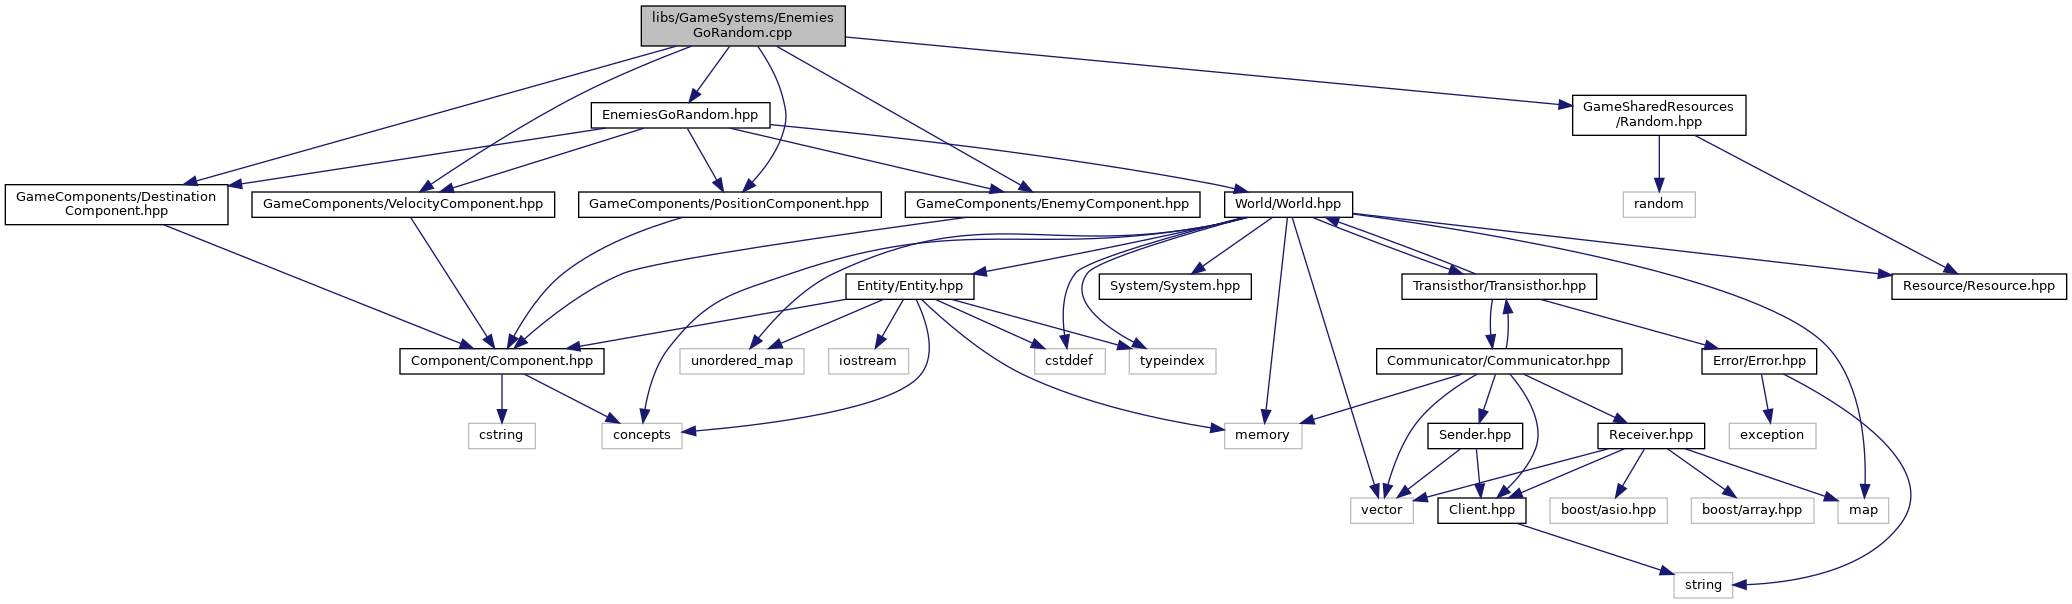 libs/GameSystems/Enemies
GoRandom.cpp
GameSharedResources
/Random.hpp
EnemiesGoRandom.hpp
GameComponents/Destination
Component.hpp
GameComponents/VelocityComponent.hpp
GameComponents/PositionComponent.hpp
GameComponents/EnemyComponent.hpp
World/World.hpp
random
Entity/Entity.hpp
System/System.hpp
Transisthor/Transisthor.hpp
Resource/Resource.hpp
Component/Component.hpp
unordered_map
iostream
cstddef
typeindex
Communicator/Communicator.hpp
Error/Error.hpp
cstring
concepts
memory
Sender.hpp
Receiver.hpp
exception
vector
Client.hpp
boost/asio.hpp
boost/array.hpp
map
string